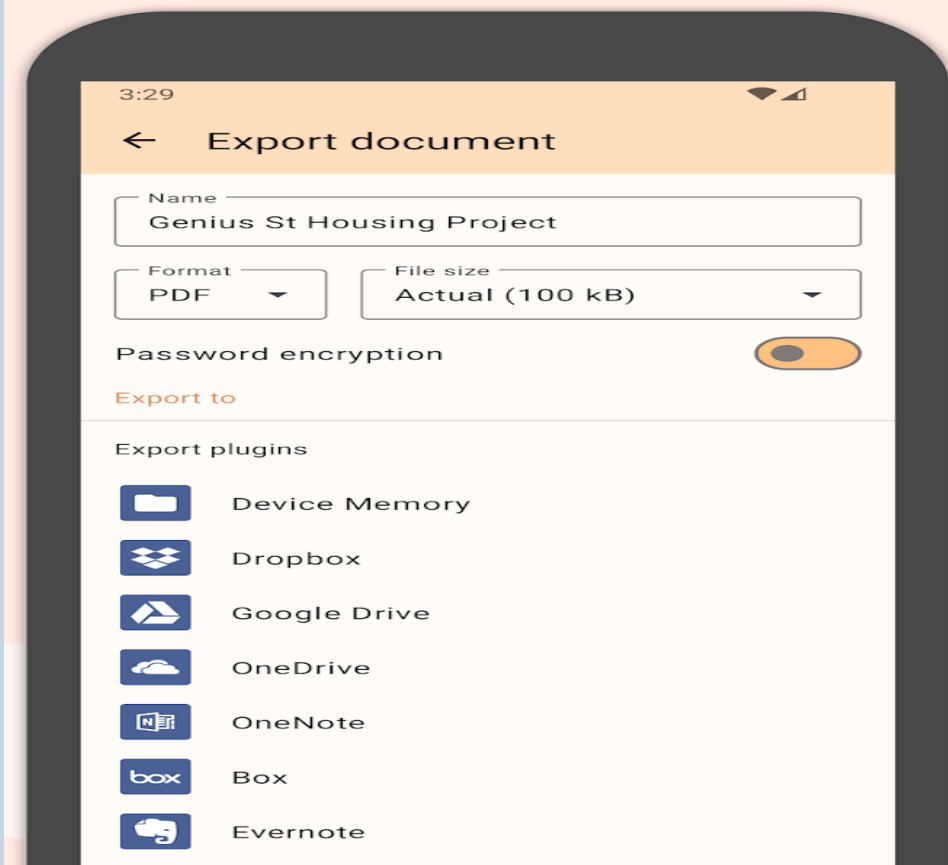 3:29
Export document
Name
Genius St Housing Project
Format
PDF
File size
Actual (100 kB)
Password encryption
Export to
Export plugins
Device Memory
Dropbox
Google Drive
OneDrive
N
OneNote
box
Box
Evernote